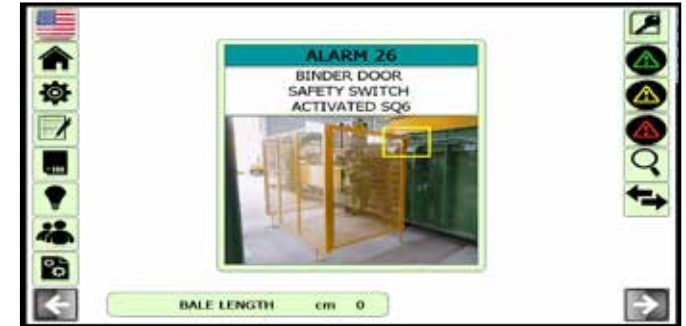 ALARM 26
BINDER DOOR
SAFETY SWITCH
ACTIVATED SQ6
BALE LENGTH cm 0